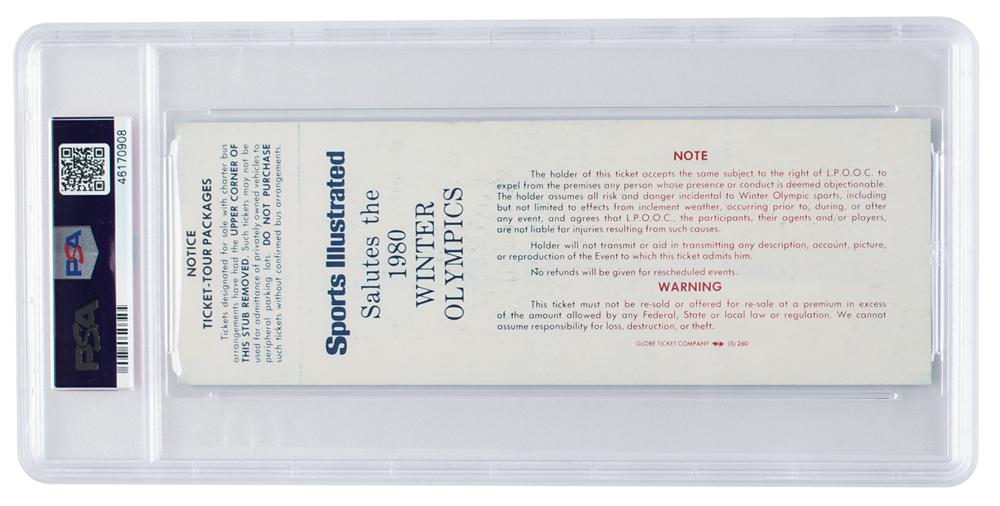 46170908
PSA
PSA
NOTICE
TICKET-TOUR PACKAGES
Tickets designated for sale with charter bus
arrangements have had the UPPER CORNER OF
THIS STUB REMOVED. Such tickets may not be
used for admittance of privately owned vehicles to
peripheral parking lots. DO NOT PURCHASE
such tickets without confirmed bus arrangements.
Sports Illustrated
Salutes the
1980
WINTER
OLYMPICS
NOTE
The holder of this ticket accepts the same subject to the right of L.P.O.O.C. to
expel from the premises any person whose presence or conduct is deemed objectionable.
The holder assumes all risk and danger incidental to Winter Olympic sports, including
but not limited to effects from inclement weather, occurring prior to, during, or after
any event, and agrees that L.P.O.O.C., the participants, their agents and/or players,
are not liable for injuries resulting from such causes.
Holder will not transmit or aid in transmitting any description, account, picture,
or reproduction of the Event to which this ticket admits him.
No refunds will be given for rescheduled events.
WARNING
This ticket must not be re-sold or offered for re-sale at a premium in excess
of the amount allowed by any Federal, State or local law or regulation. We cannot
assume responsibility for loss, destruction, or theft.
GLOBE TICKET COMPANY (5) 260